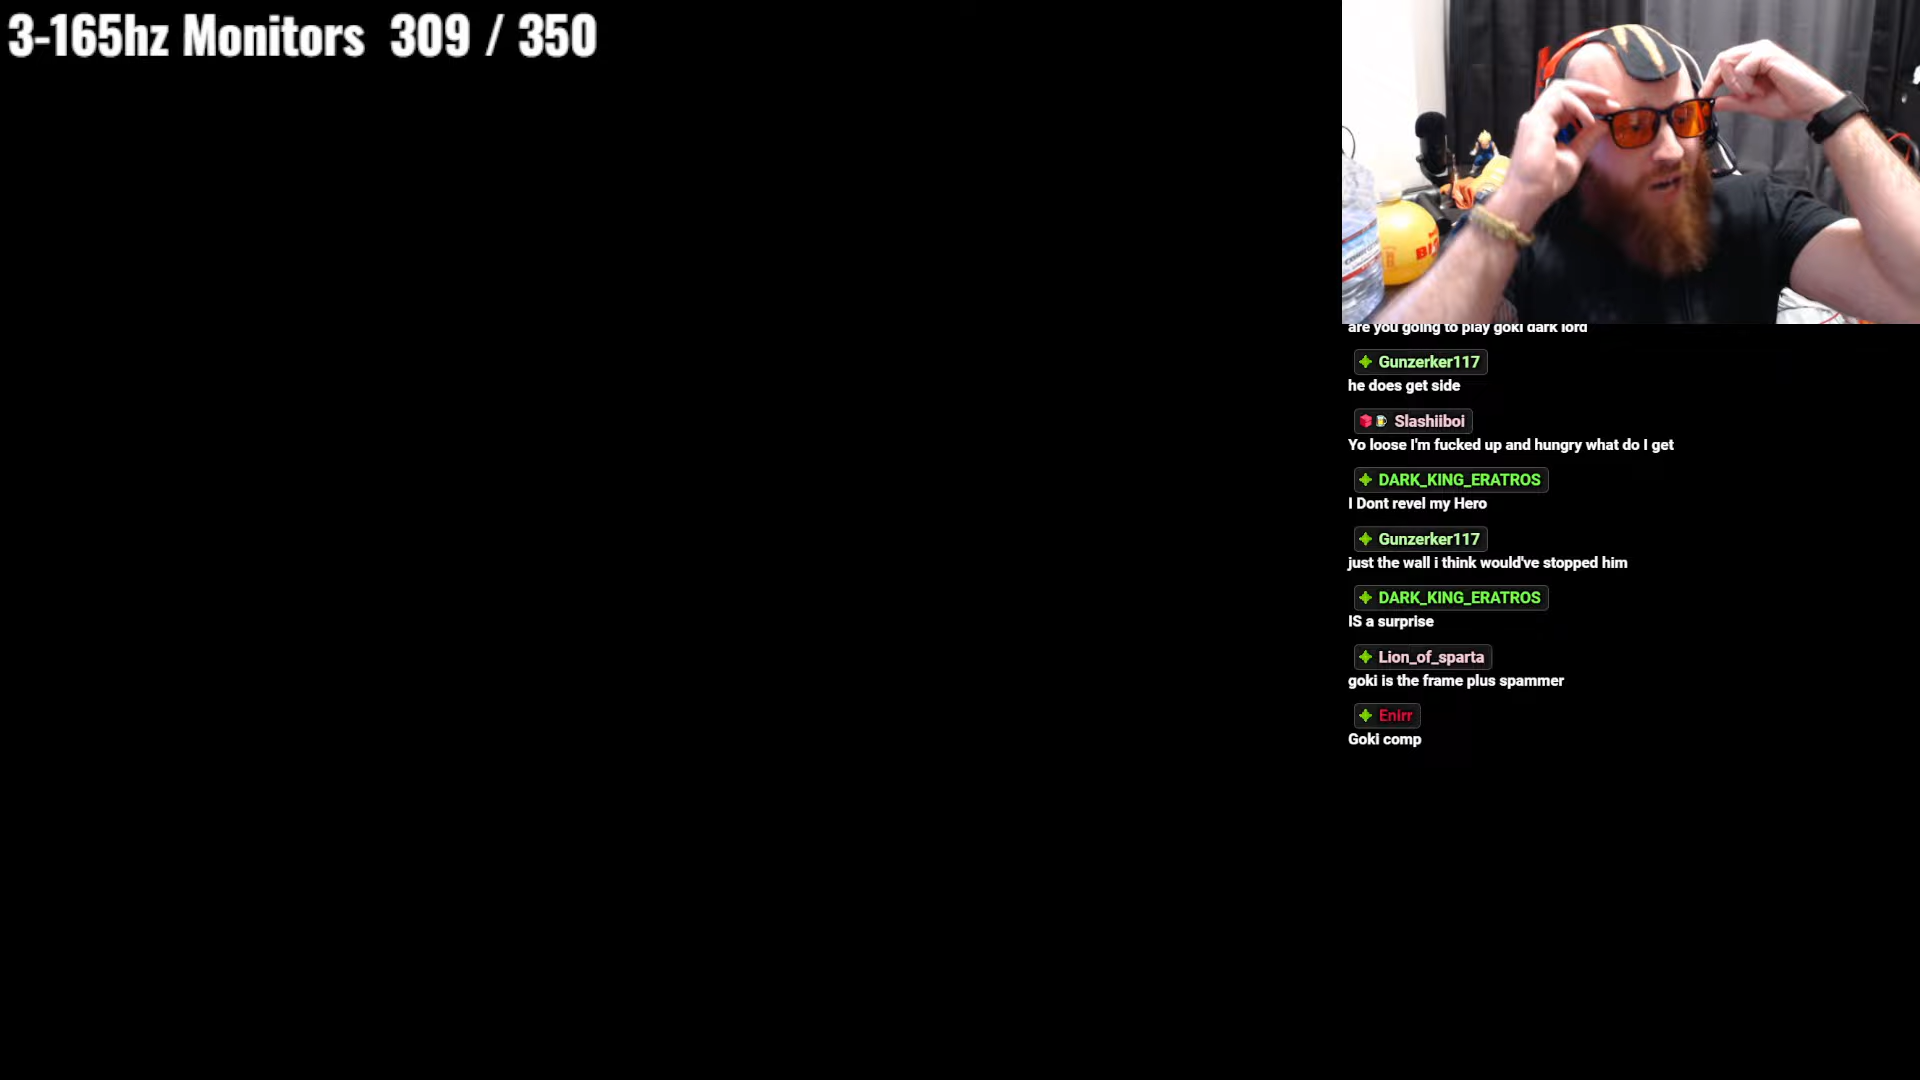 3-165hz Monitors 309 / 350
are you going to play goki dark lord
Gunzerker117
he does get side
Slashiiboi
Yo loose I'm fucked up and hungry what do I get
DARK_KING_ERATROS
I Dont revel my Hero
Gunzerker117
just the wall i think would've stopped him
DARK_KING_ERATROS
IS a surprise
Lion_of_sparta
goki is the frame plus spammer
Enlrr
Goki comp